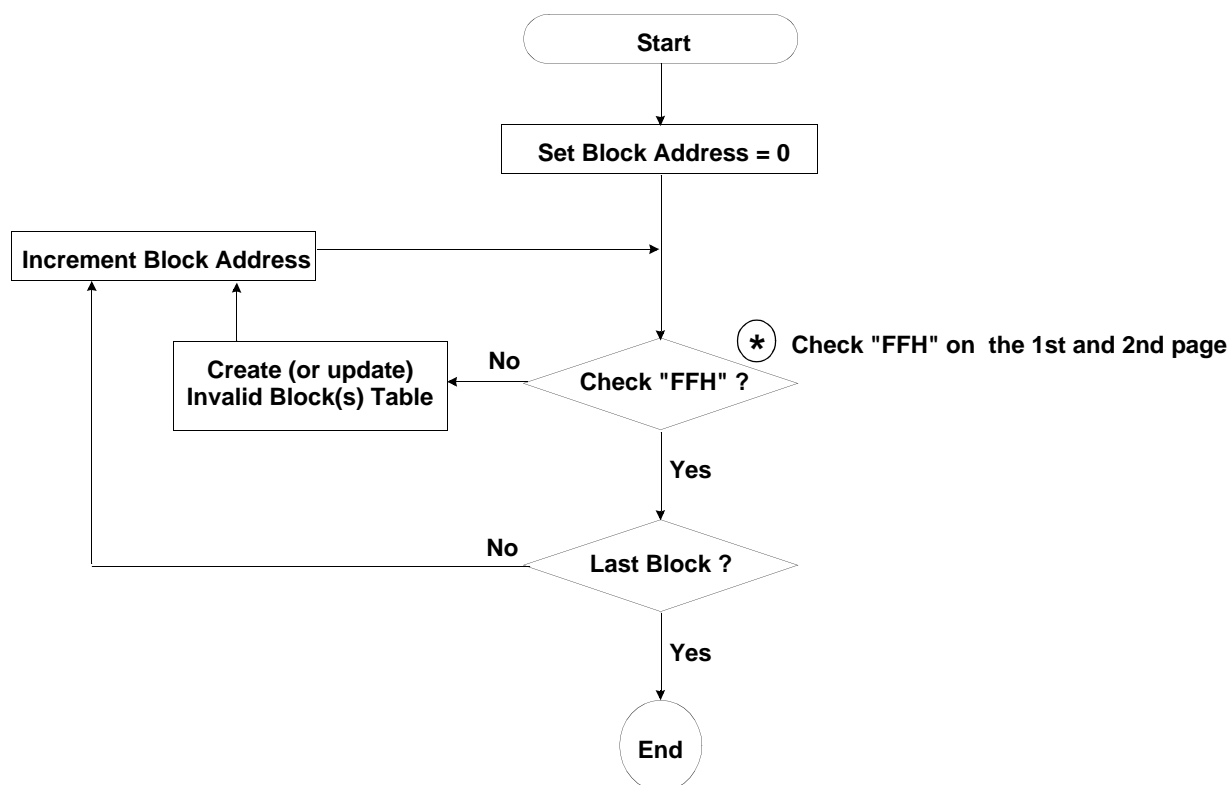 Start
Set Block Address = 0
Increment Block Address
* Check "FFH" on the 1st and 2nd page
No
Create (or update)
Invalid Block(s) Table
Check "FFH" ?
Yes
No
Last Block ?
Yes
End